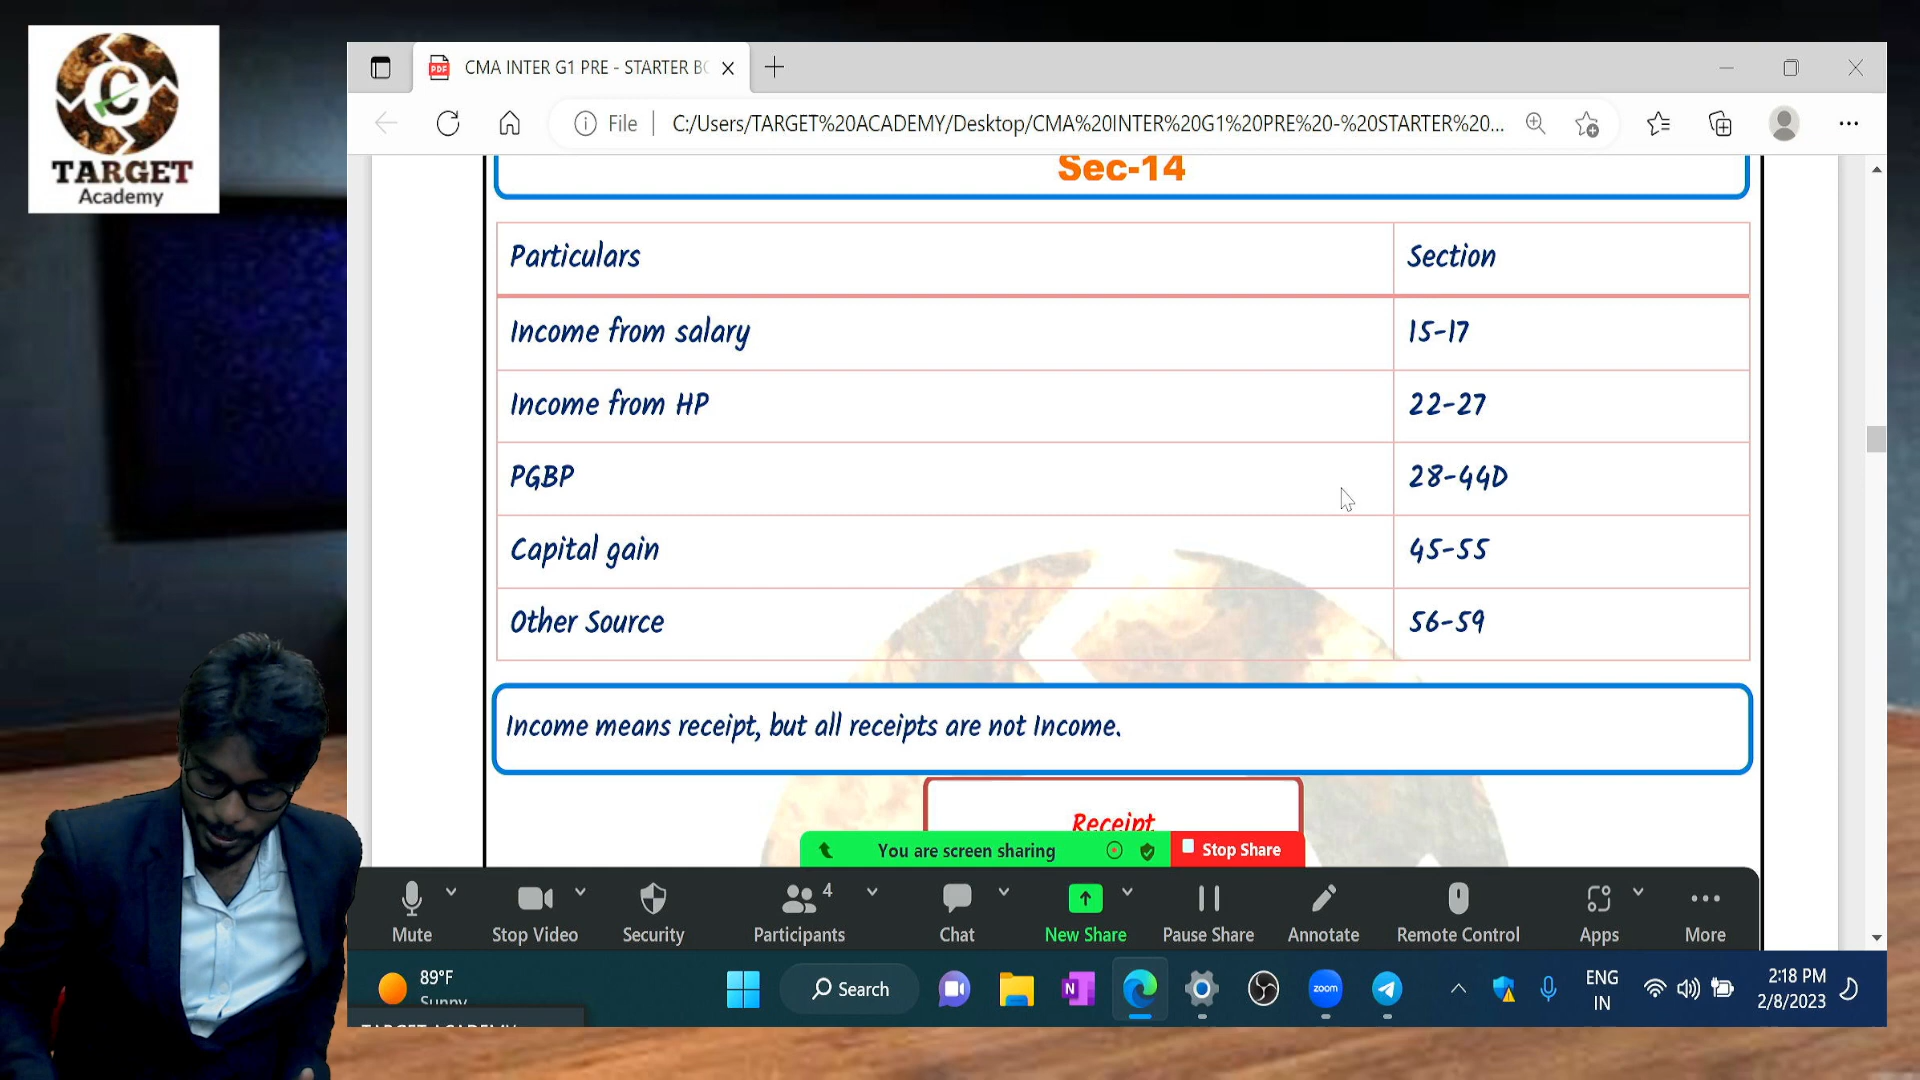 TARGET
Academy
CMA INTER G1 PRE - STARTER BO
File
C:/Users/TARGET%20ACADEMY/Desktop/CMA%20INTER%20G1%20PRE%20-%20STARTER%20...
Sec-14
Particulars Section
Income from salary 15-17
Income from HP 22-27
PGBP 28-44D
Capital gain 45-55
Other Source 56-59
Income means receipt, but all receipts are not Income.
Receipt
You are screen sharing Stop Share
4
Mute Stop Video Security Participants Chat New Share Pause Share Annotate Remote Control Apps More
89°F
Sunny
Search
zoom
ENG
IN
2:18 PM
2/8/2023
TARGET ACADEMY